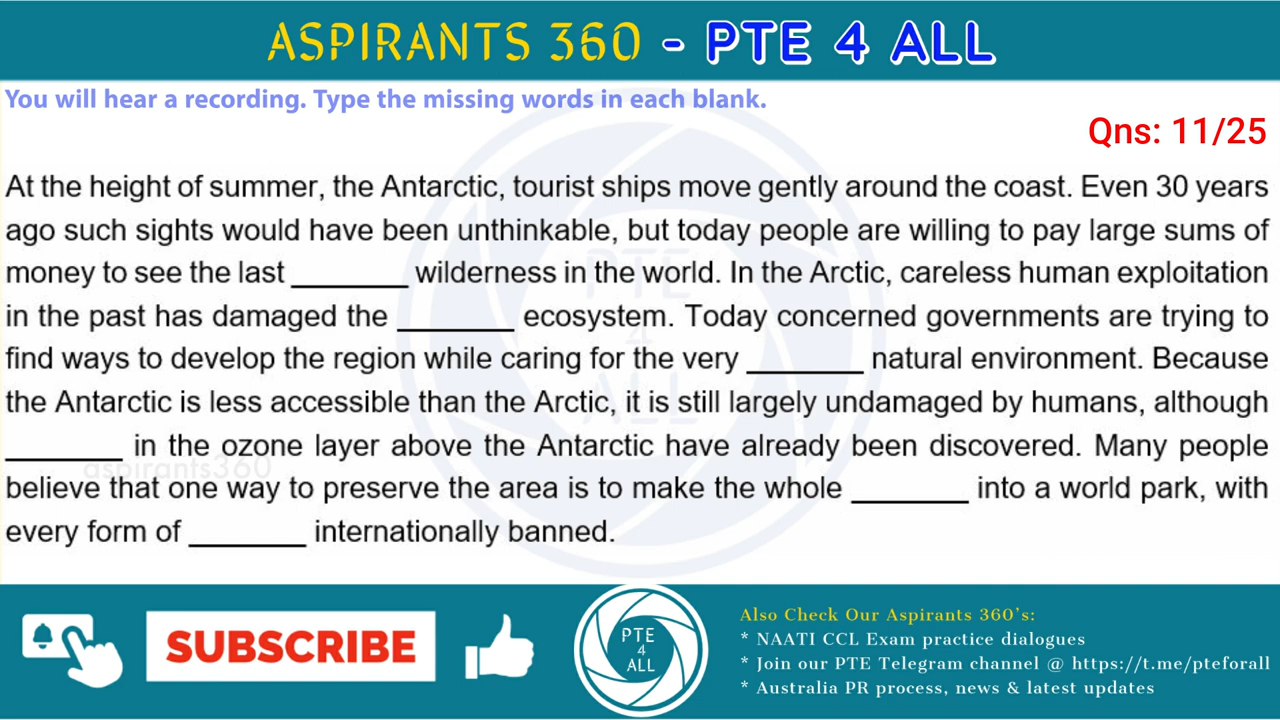 ASPIRANTS 360 - PTE 4 ALL
You will hear a recording. Type the missing words in each blank.
Qns: 11/25
At the height of summer, the Antarctic, tourist ships move gently around the coast. Even 30 years
ago such sights would have been unthinkable, but today people are willing to pay large sums of
money to see the last _______ wilderness in the world. In the Arctic, careless human exploitation
in the past has damaged the _______ ecosystem. Today concerned governments are trying to
find ways to develop the region while caring for the very _______ natural environment. Because
the Antarctic is less accessible than the Arctic, it is still largely undamaged by humans, although
_______ in the ozone layer above the Antarctic have already been discovered. Many people
aspirants360
believe that one way to preserve the area is to make the whole _______ into a world park, with
every form of _______ internationally banned.
PTE
4
ALL
SUBSCRIBE
PTE
4
ALL
Also Check Our Aspirants 360's:
* NAATI CCL Exam practice dialogues
* Join our PTE Telegram channel @ https://t.me/pteforall
* Australia PR process, news & latest updates